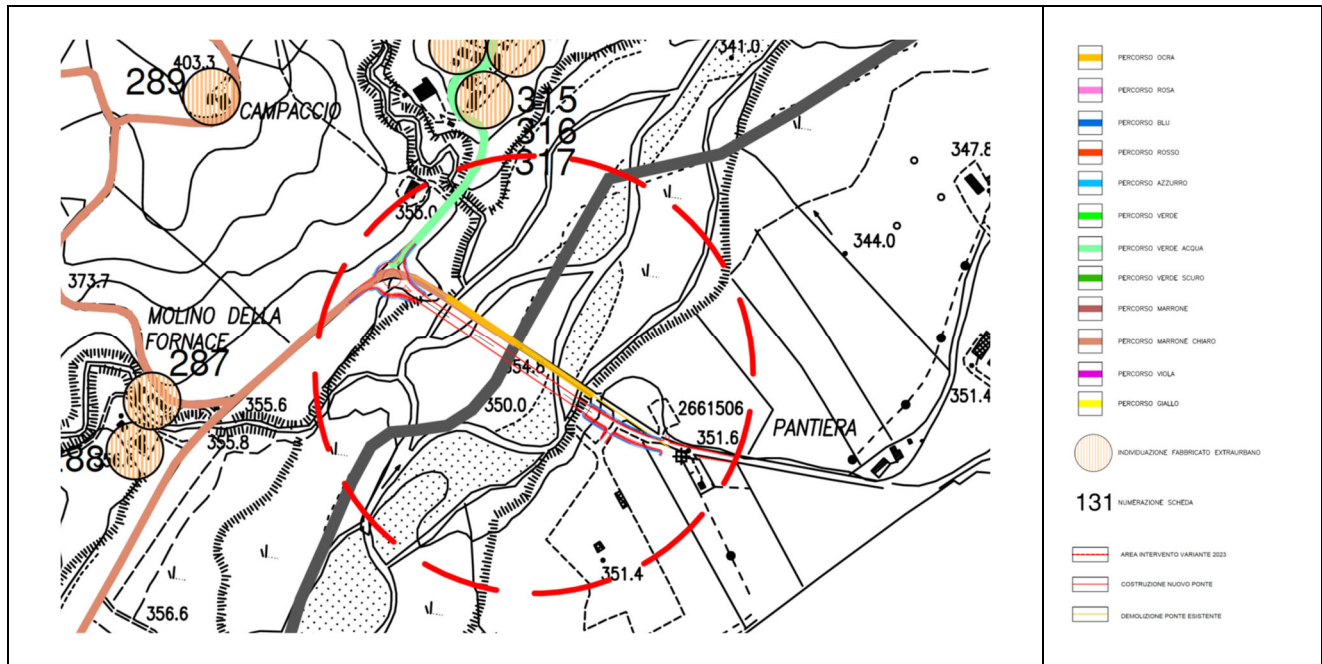 403.3
289
CAMPACCIO
315
316
317
341.0
347.8
344.0
355.0
373.7
MOLINO DELLA
FORNACE
287
354.8
350.0
355.6
355.8
2661506
351.6
PANTIERA
351.4
288
351.4
356.6
PERCORSO OCRA
PERCORSO ROSA
PERCORSO BLU
PERCORSO ROSSO
PERCORSO AZZURRO
PERCORSO VERDE
PERCORSO VERDE ACQUA
PERCORSO VERDE SCURO
PERCORSO MARRONE
PERCORSO MARRONE CHIARO
PERCORSO VIOLA
PERCORSO GIALLO
INDIVIDUAZIONE FABBRICATO EXTRAURBANO
131 NUMERAZIONE SCHEDA
AREA INTERVENTO VARIANTE 2023
COSTRUZIONE NUOVO PONTE
DEMOLIZIONE PONTE ESISTENTE